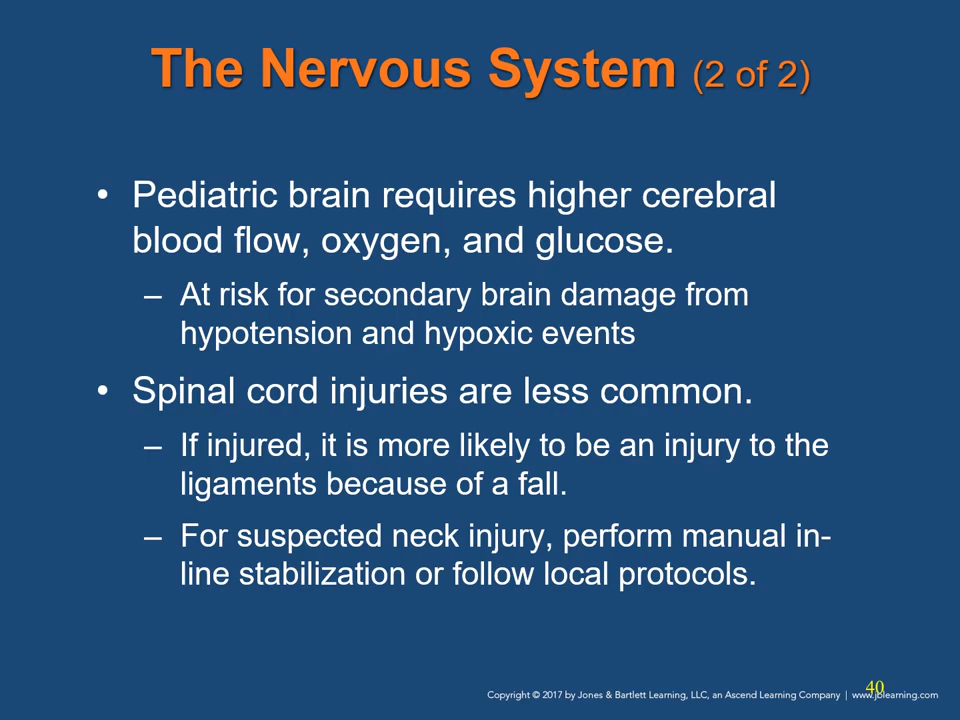 The Nervous System (2 of 2)
• Pediatric brain requires higher cerebral
blood flow, oxygen, and glucose.
– At risk for secondary brain damage from
hypotension and hypoxic events
• Spinal cord injuries are less common.
– If injured, it is more likely to be an injury to the
ligaments because of a fall.
– For suspected neck injury, perform manual in-
line stabilization or follow local protocols.
40
Copyright © 2017 by Jones & Bartlett Learning, LLC, an Ascend Learning Company | www.jblearning.com